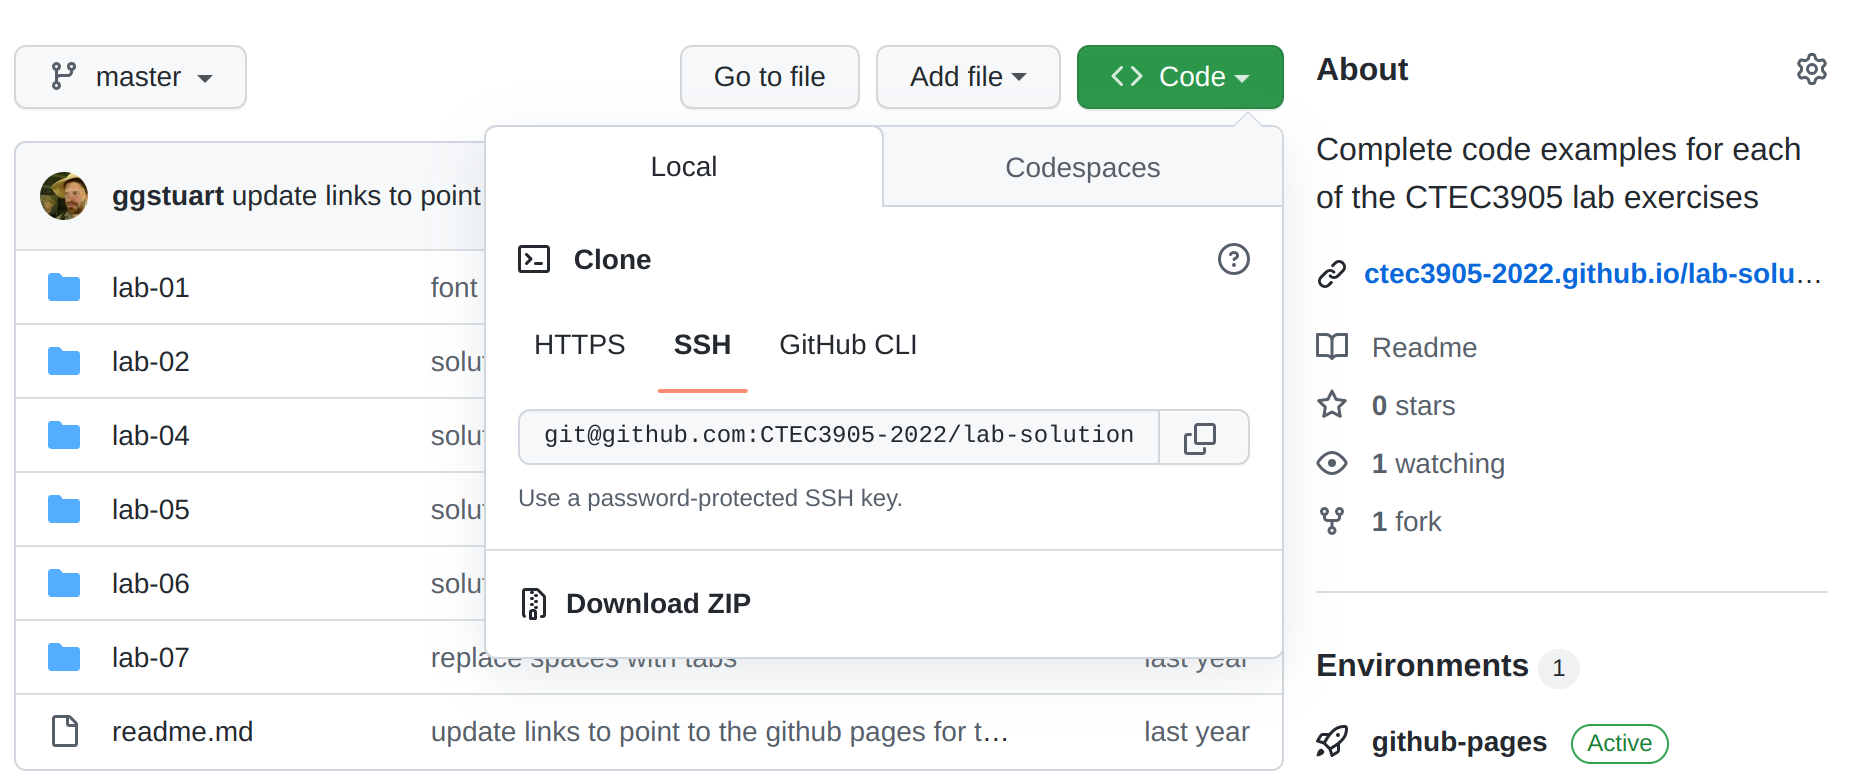 master
Go to file
Add file
Code
Local
Codespaces
ggstuart update links to point
Clone
HTTPS
SSH
GitHub CLI
git@github.com:CTEC3905-2022/lab-solution
Use a password-protected SSH key.
Download ZIP
lab-01
font
lab-02
lab-04
lab-05
lab-06
lab-07
replace spaces with tabs
last year
readme.md
update links to point to the github pages for t…
last year
About
Complete code examples for each
of the CTEC3905 lab exercises
ctec3905-2022.github.io/lab-solu…
Readme
0 stars
1 watching
1 fork
Environments 1
github-pages
Active